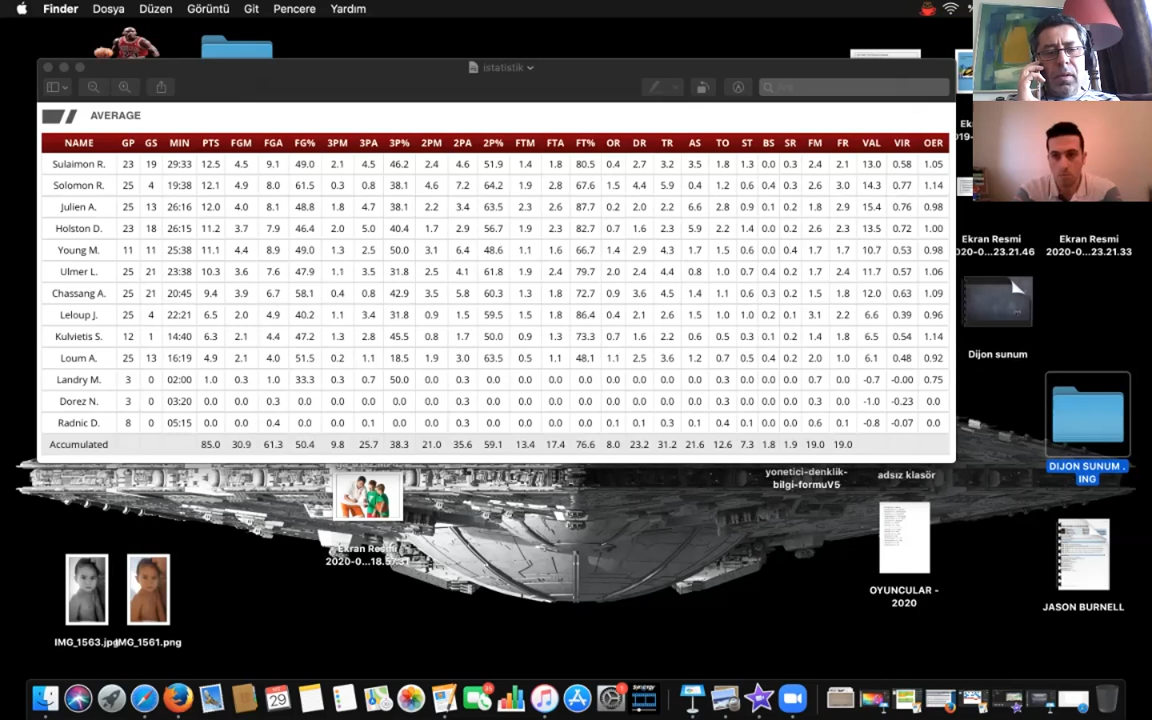 Finder Dosya Düzen Görüntü Git Pencere Yardım
istatistik
AVERAGE
NAME GP GS MIN PTS FGM FGA FG% 3PM 3PA 3P% 2PM 2PA 2P% FTM FTA FT% OR DR TR AS TO ST BS SR FM FR VAL VIR OER
Sulaimon R. 23 19 29:33 12.5 4.5 9.1 49.0 2.1 4.5 46.2 2.4 4.6 51.9 1.4 1.8 80.5 0.4 2.7 3.2 3.5 1.8 1.3 0.0 0.3 2.4 2.1 13.0 0.58 1.05
Solomon R. 25 4 19:38 12.1 4.9 8.0 61.5 0.3 0.8 38.1 4.6 7.2 64.2 1.9 2.8 67.6 1.5 4.4 5.9 0.4 1.2 0.6 0.4 0.3 2.6 3.0 14.3 0.77 1.14
Julien A. 25 13 26:16 12.0 4.0 8.1 48.8 1.8 4.7 38.1 2.2 3.4 63.5 2.3 2.6 87.7 0.2 2.0 2.2 6.6 2.8 0.9 0.1 0.2 1.8 2.9 15.4 0.76 0.98
Holston D. 23 18 26:15 11.2 3.7 7.9 46.4 2.0 5.0 40.4 1.7 2.9 56.7 1.9 2.3 82.7 0.7 1.6 2.3 5.9 2.2 1.4 0.0 0.2 2.6 2.3 13.5 0.72 1.00
Young M. 11 11 25:38 11.1 4.4 8.9 49.0 1.3 2.5 50.0 3.1 6.4 48.6 1.1 1.6 66.7 1.4 2.9 4.3 1.7 1.5 0.6 0.0 0.4 1.7 1.7 10.7 0.53 0.98
Ulmer L. 25 21 23:38 10.3 3.6 7.6 47.9 1.1 3.5 31.8 2.5 4.1 61.8 1.9 2.4 79.7 2.0 2.4 4.4 0.8 1.0 0.7 0.4 0.2 1.7 2.4 11.7 0.57 1.06
Chassang A. 25 21 20:45 9.4 3.9 6.7 58.1 0.4 0.8 42.9 3.5 5.8 60.3 1.3 1.8 72.7 0.9 3.6 4.5 1.4 1.1 0.6 0.3 0.2 1.5 1.8 12.0 0.63 1.09
Leloup J. 25 4 22:21 6.5 2.0 4.9 40.2 1.1 3.4 31.8 0.9 1.5 59.5 1.5 1.8 86.4 0.4 2.1 2.6 1.5 1.0 1.0 0.2 0.1 3.1 2.2 6.6 0.39 0.96
Kulvietis S. 12 1 14:40 6.3 2.1 4.4 47.2 1.3 2.8 45.5 0.8 1.7 50.0 0.9 1.3 73.3 0.7 1.6 2.2 0.6 0.5 0.3 0.1 0.3 1.4 1.8 6.5 0.54 1.14
Loum A. 25 13 16:19 4.9 2.1 4.0 51.5 0.2 1.1 18.5 1.9 3.0 63.5 0.5 1.1 48.1 1.1 2.5 3.6 1.2 0.7 0.5 0.4 0.2 2.0 1.0 6.1 0.48 0.92
Landry M. 3 0 02:00 1.0 0.3 1.0 33.3 0.3 0.7 50.0 0.0 0.3 0.0 0.0 0.0 0.0 0.0 0.0 0.0 0.0 0.3 0.0 0.0 0.0 0.7 0.0 -0.7 -0.00 0.75
Dorez N. 3 0 03:20 0.0 0.0 0.3 0.0 0.0 0.0 0.0 0.0 0.3 0.0 0.0 0.0 0.0 0.0 0.0 0.0 0.0 0.3 0.0 0.0 0.0 0.3 0.0 -1.0 -0.23 0.0
Radnic D. 8 0 05:15 0.0 0.0 0.4 0.0 0.0 0.1 0.0 0.0 0.3 0.0 0.0 0.0 0.0 0.1 0.1 0.1 0.3 0.4 0.1 0.0 0.0 0.6 0.1 -0.8 -0.07 0.0
Accumulated 85.0 30.9 61.3 50.4 9.8 25.7 38.3 21.0 35.6 59.1 13.4 17.4 76.6 8.0 23.2 31.2 21.6 12.6 7.3 1.8 1.9 19.0 19.0
Ekran Resmi
2020-0...23.21.33
Dijon sunum
DIJON SUNUM .
ING
yonetici-denklik-
bilgi-formuV5
adsız klasör
Ekran Resmi
OYUNCULAR -
2020
JASON BURNELL
IMG_1561.png
29